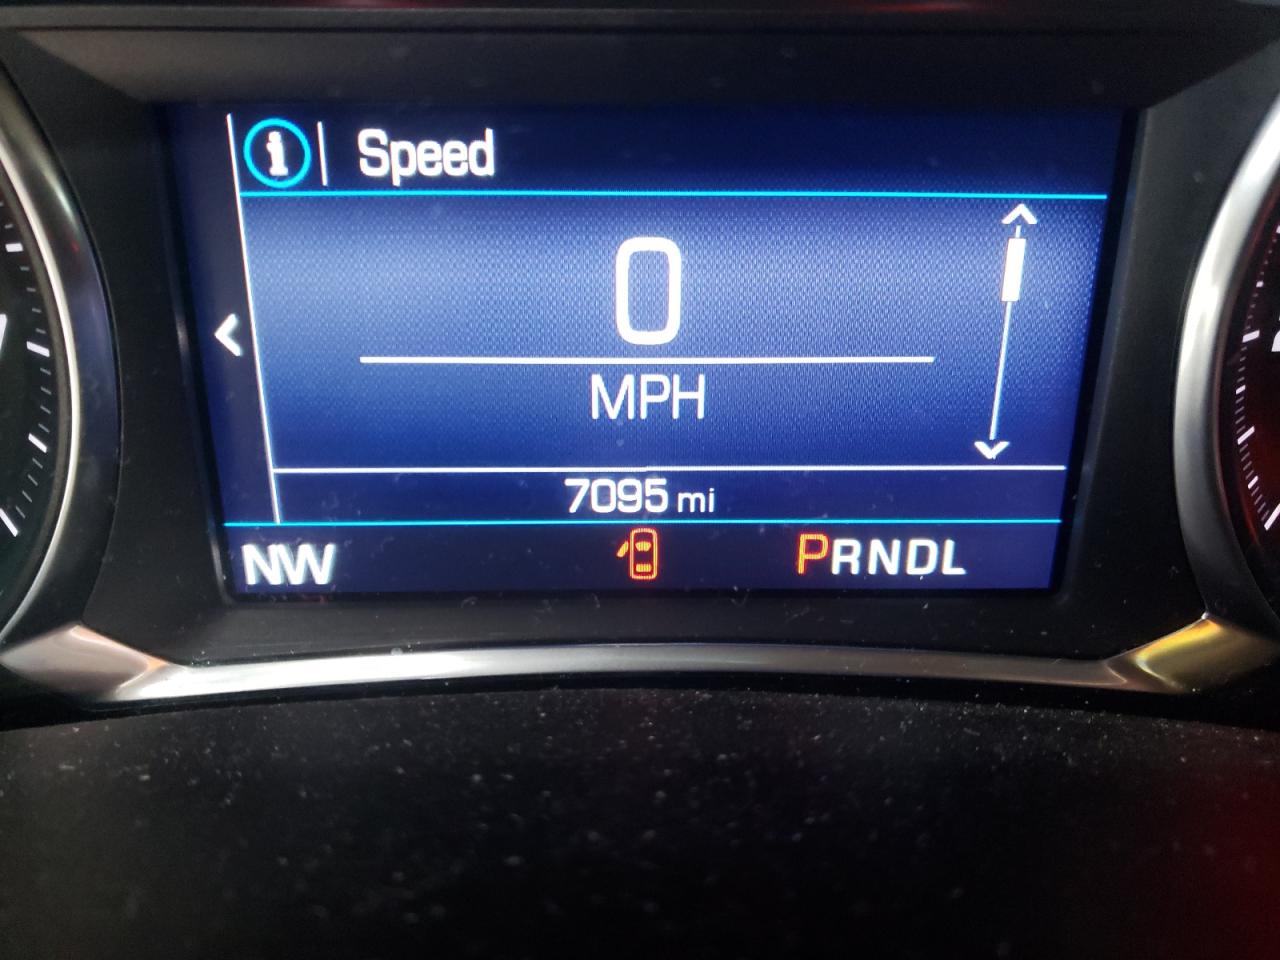 i Speed
0
MPH
7095 mi
NW PRNDL